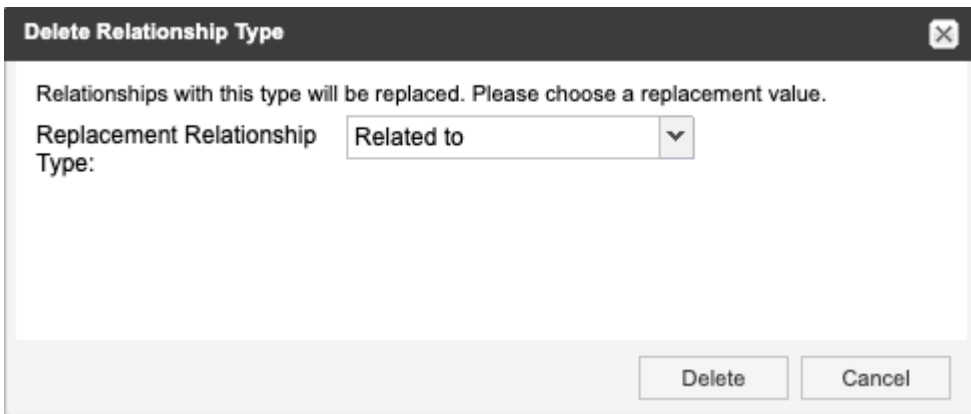 Delete Relationship Type
Relationships with this type will be replaced. Please choose a replacement value.
Replacement Relationship
Type:
Related to
Delete
Cancel